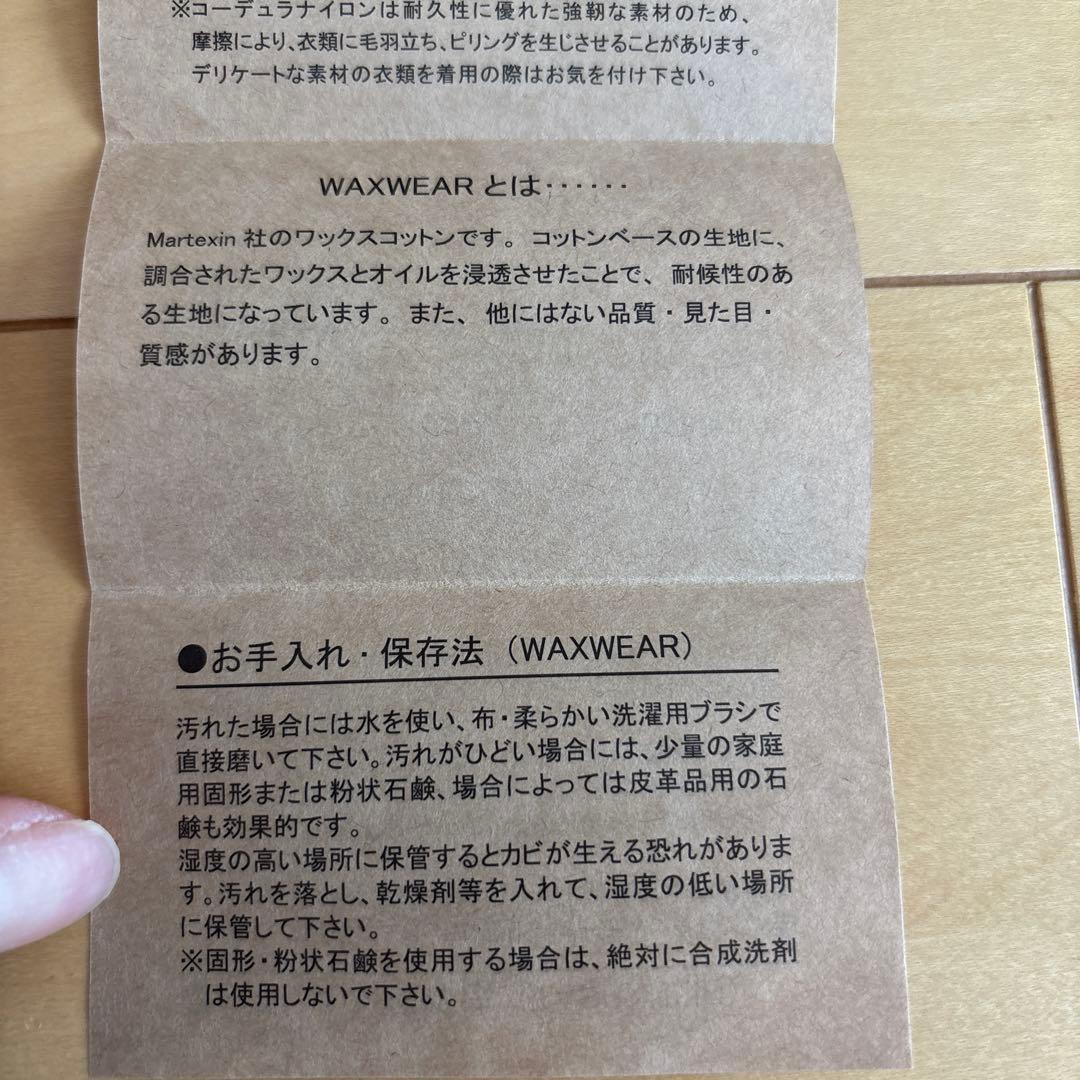 ※コーデュラナイロンは耐久性に優れた強靭な素材のため、
摩擦により、衣類に毛羽立ち、ピリングを生じさせることがあります。
デリケートな素材の衣類を着用の際はお気を付け下さい。
WAXWEAR とは‥‥‥
Martexin 社のワックスコットンです。コットンベースの生地に、
調合されたワックスとオイルを浸透させたことで、耐候性のあ
る生地になっています。また、他にはない品質・見た目・
質感があります。
●お手入れ・保存法（WAXWEAR）
汚れた場合には水を使い、布・柔らかい洗濯用ブラシで
直接磨いて下さい。汚れがひどい場合には、少量の家庭
用固形または粉状石鹸、場合によっては皮革品用の石
鹸も効果的です。
湿度の高い場所に保管するとカビが生える恐れがありま
す。汚れを落とし、乾燥剤等を入れて、湿度の低い場所
に保管して下さい。
※固形・粉状石鹸を使用する場合は、絶対に合成洗剤
は使用しないで下さい。